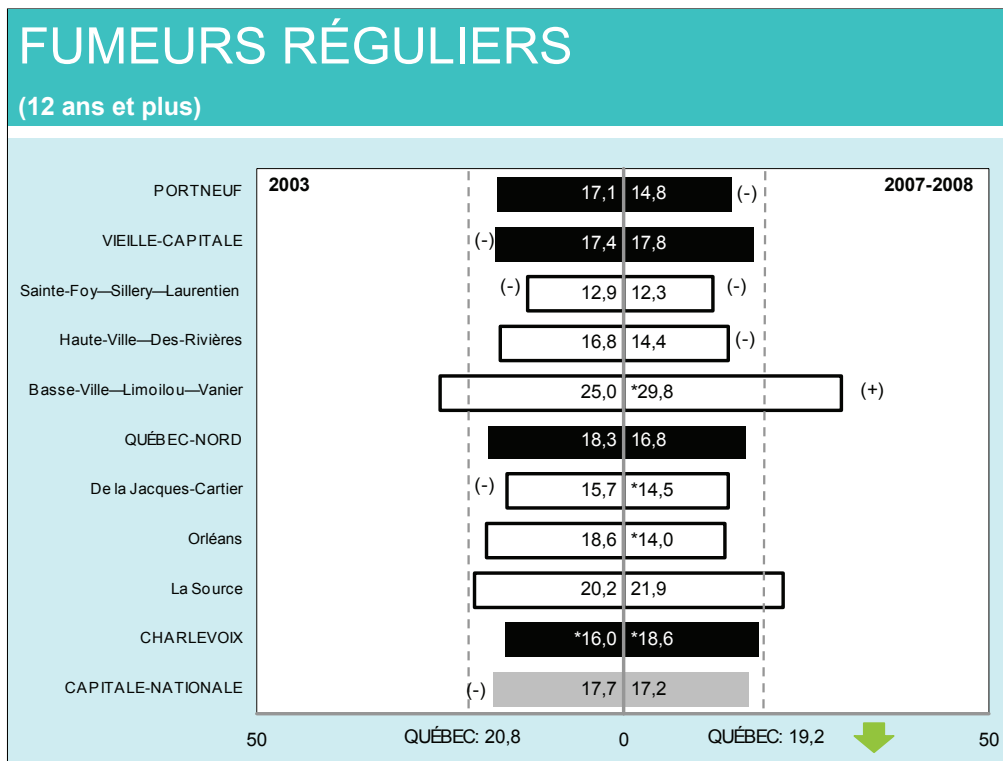 FUMEURS RÉGULIERS
(12 ans et plus)
2003 2007-2008
PORTNEUF 17,1 14,8 (-)
VIEILLE-CAPITALE (-) 17,4 17,8
Sainte-Foy—Sillery—Laurentien (-) 12,9 12,3 (-)
Haute-Ville—Des-Rivières 16,8 14,4 (-)
Basse-Ville—Limoilou—Vanier 25,0 *29,8 (+)
QUÉBEC-NORD 18,3 16,8
De la Jacques-Cartier (-) 15,7 *14,5
Orléans 18,6 *14,0
La Source 20,2 21,9
CHARLEVOIX *16,0 *18,6
CAPITALE-NATIONALE (-) 17,7 17,2
50 QUÉBEC: 20,8 0 QUÉBEC: 19,2 50